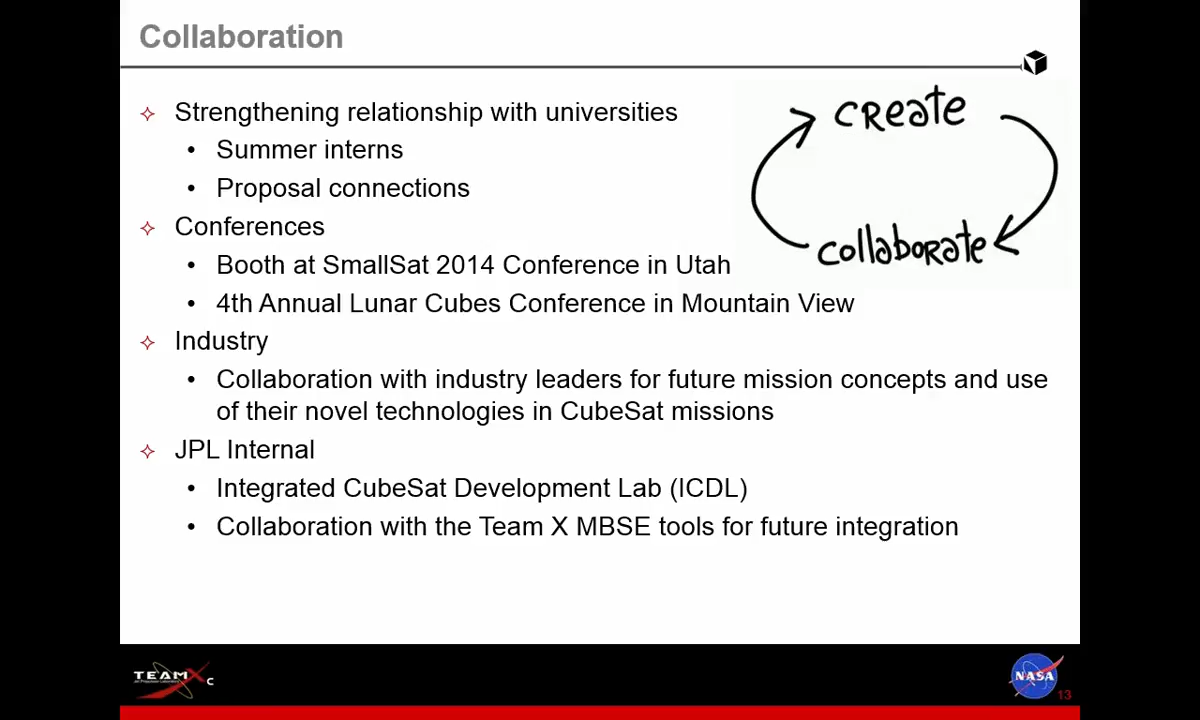 Collaboration
create
Strengthening relationship with universities
• Summer interns
• Proposal connections
collaborate
Conferences
• Booth at SmallSat 2014 Conference in Utah
• 4th Annual Lunar Cubes Conference in Mountain View
Industry
• Collaboration with industry leaders for future mission concepts and use
of their novel technologies in CubeSat missions
JPL Internal
• Integrated CubeSat Development Lab (ICDL)
• Collaboration with the Team X MBSE tools for future integration
TEAM X c
NASA
13